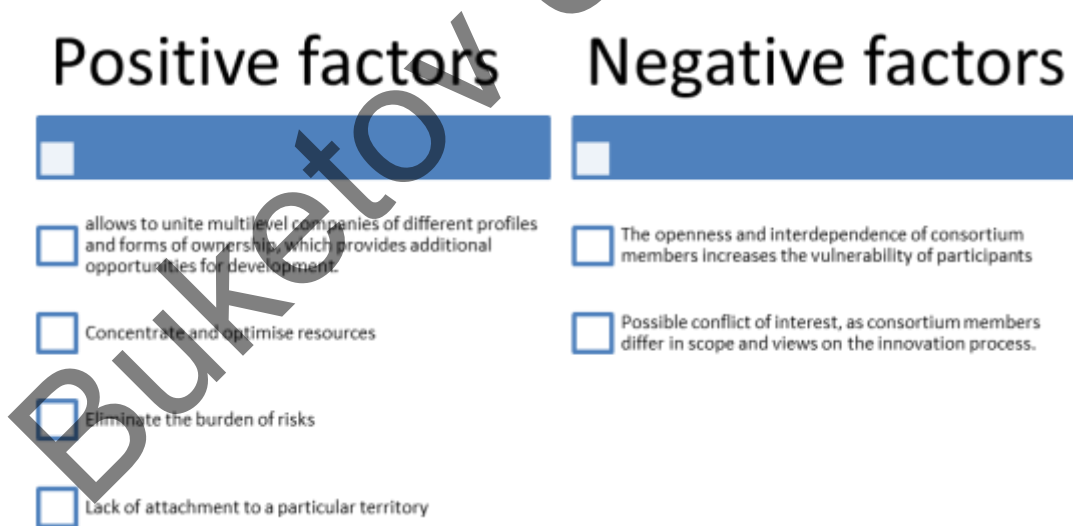 Positive factors
allows to unite multilevel companies of different profiles
and forms of ownership, which provides additional
opportunities for development.
Concentrate and optimise resources
Eliminate the burden of risks
Lack of attachment to a particular territory
Negative factors
The openness and interdependence of consortium
members increases the vulnerability of participants
Possible conflict of interest, as consortium members
differ in scope and views on the innovation process.
Buketov